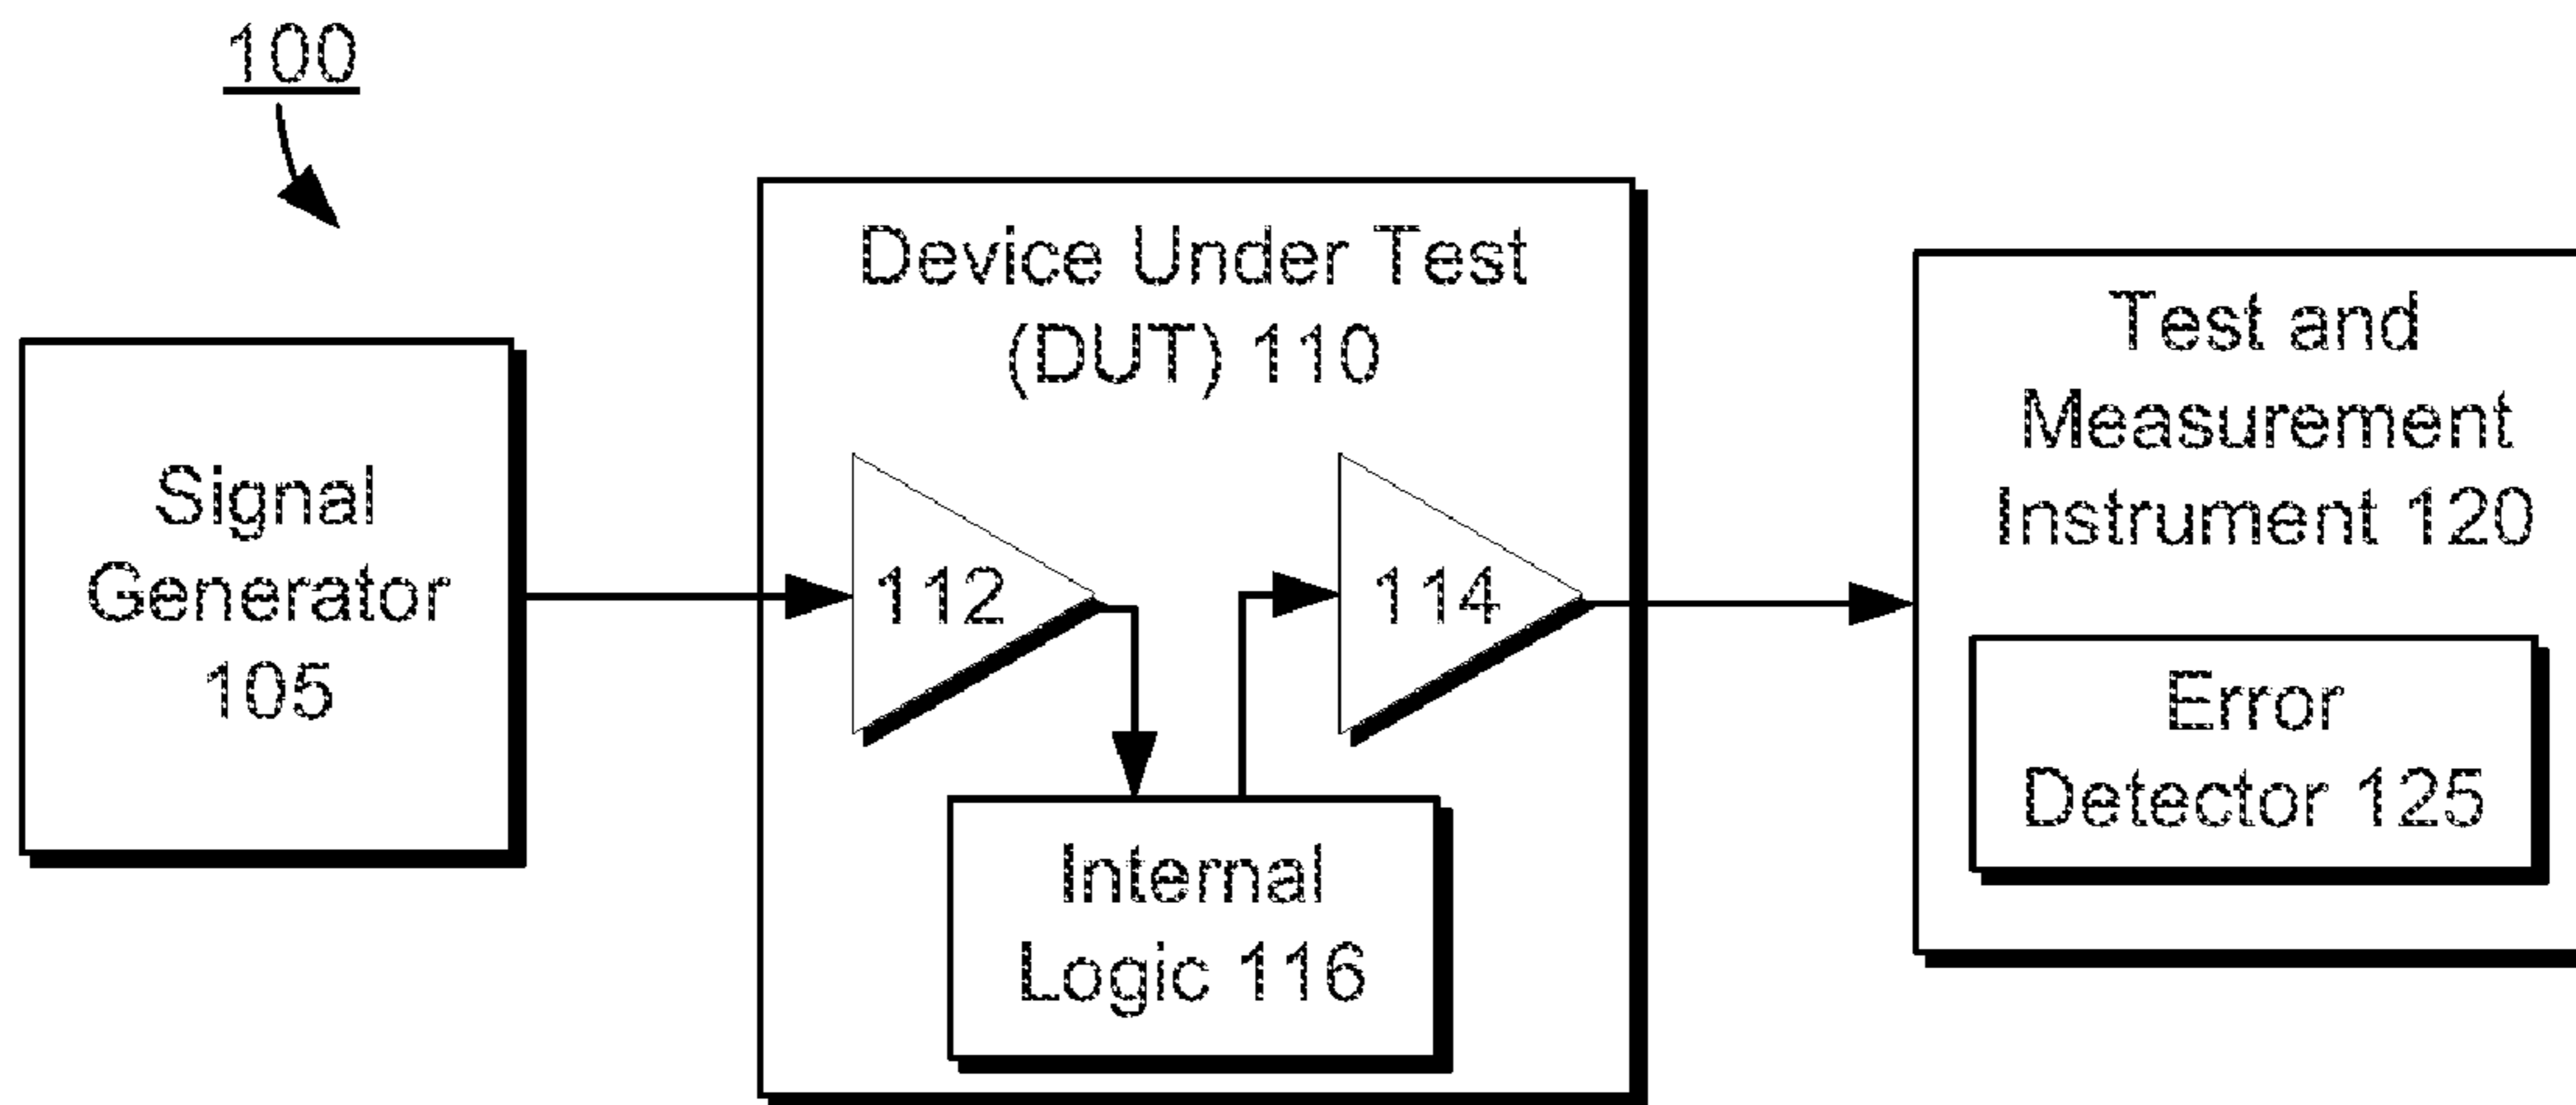 100
Signal
Generator
105
Device Under Test
(DUT) 110
112
114
Internal
Logic 116
Test and
Measurement
Instrument 120
Error
Detector 125